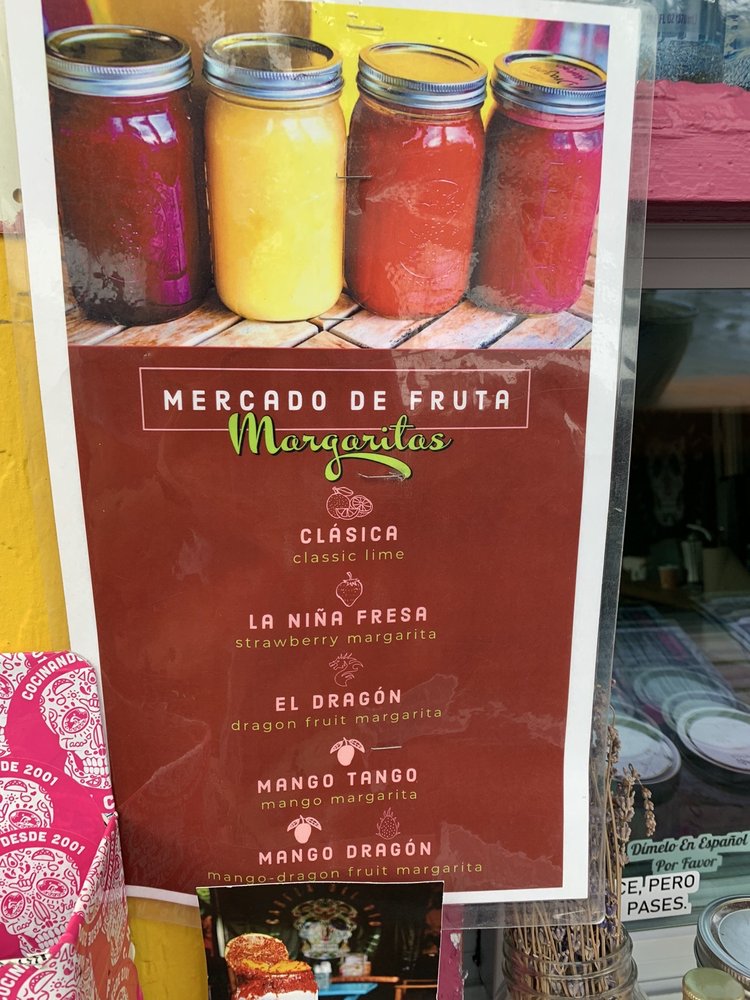 MERCADO DE FRUTA
Margaritas
CLÁSICA
classic lime
LA NIÑA FRESA
strawberry margarita
EL DRAGÓN
dragon fruit margarita
MANGO TANGO
mango margarita
MANGO DRAGÓN
mango-dragon fruit margarita
COCINANDO
DESDE 2001
DESDE 2001
Dímelo En Español
Por Favor
CE, PERO
PASES.